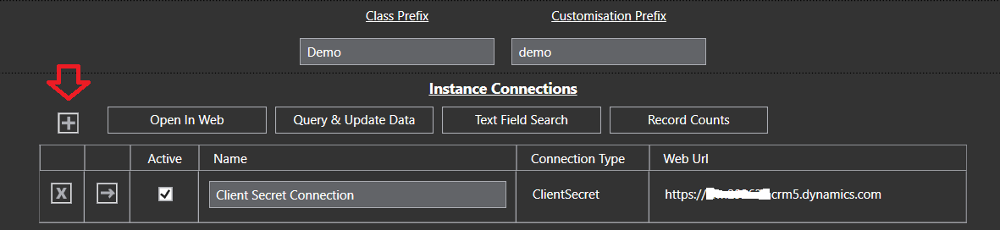 Class Prefix Customisation Prefix
Demo demo
Instance Connections
Open In Web Query & Update Data Text Field Search Record Counts
Active Name Connection Type Web Url
X Client Secret Connection ClientSecret https:// crm5.dynamics.com